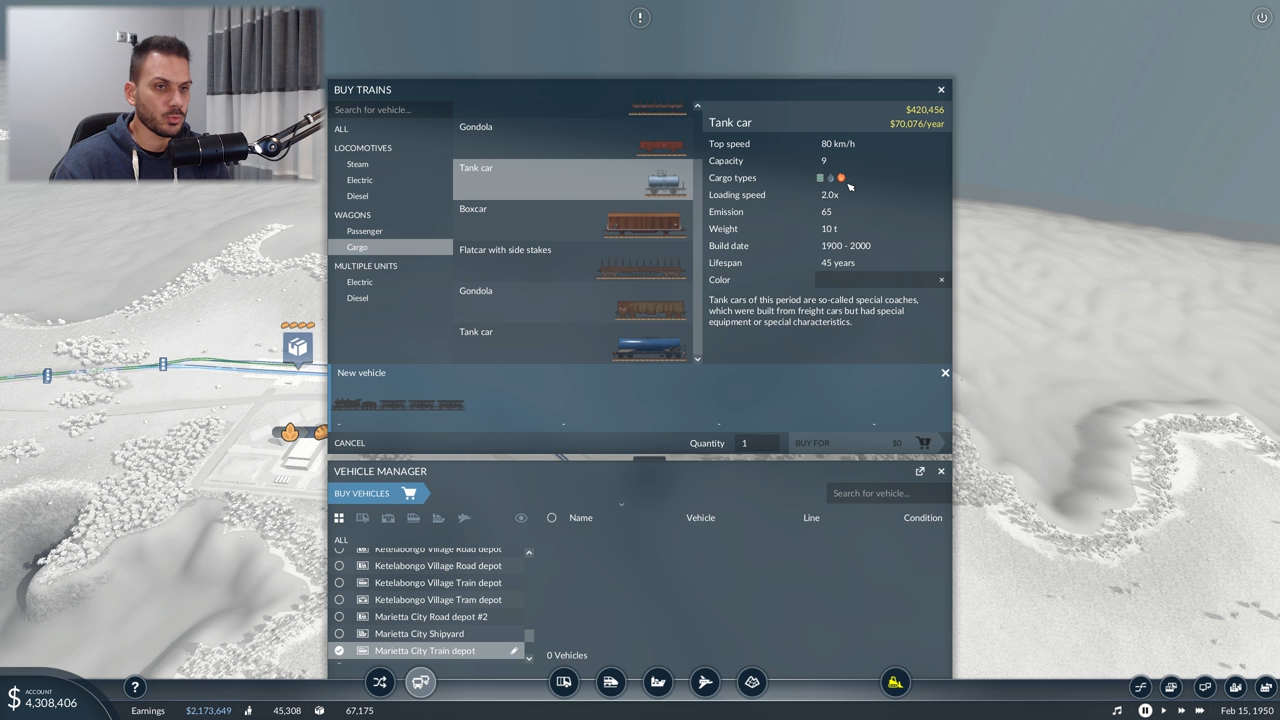 BUY TRAINS
Search for vehicle...
ALL
LOCOMOTIVES
Steam
Electric
Diesel
WAGONS
Passenger
Cargo
MULTIPLE UNITS
Electric
Diesel
Gondola
Tank car
Boxcar
Flatcar with side stakes
Gondola
Tank car
$420,456
Tank car
$70,076/year
Top speed 80 km/h
Capacity 9
Cargo types
Loading speed 2.0x
Emission 65
Weight 10 t
Build date 1900 - 2000
Lifespan 45 years
Color
Tank cars of this period are so-called special coaches,
which were built from freight cars but had special
equipment or special characteristics.
New vehicle
- - - -
CANCEL
Quantity 1
BUY FOR $0
VEHICLE MANAGER
BUY VEHICLES
Search for vehicle...
Name Vehicle Line Condition
ALL
Ketelabongo Village Road depot
Ketelabongo Village Road depot
Ketelabongo Village Train depot
Ketelabongo Village Tram depot
Marietta City Road depot #2
Marietta City Shipyard
Marietta City Train depot
0 Vehicles
ACCOUNT
$ 4,308,406
?
Earnings $2,173,649 45,308 67,175
Feb 15, 1950